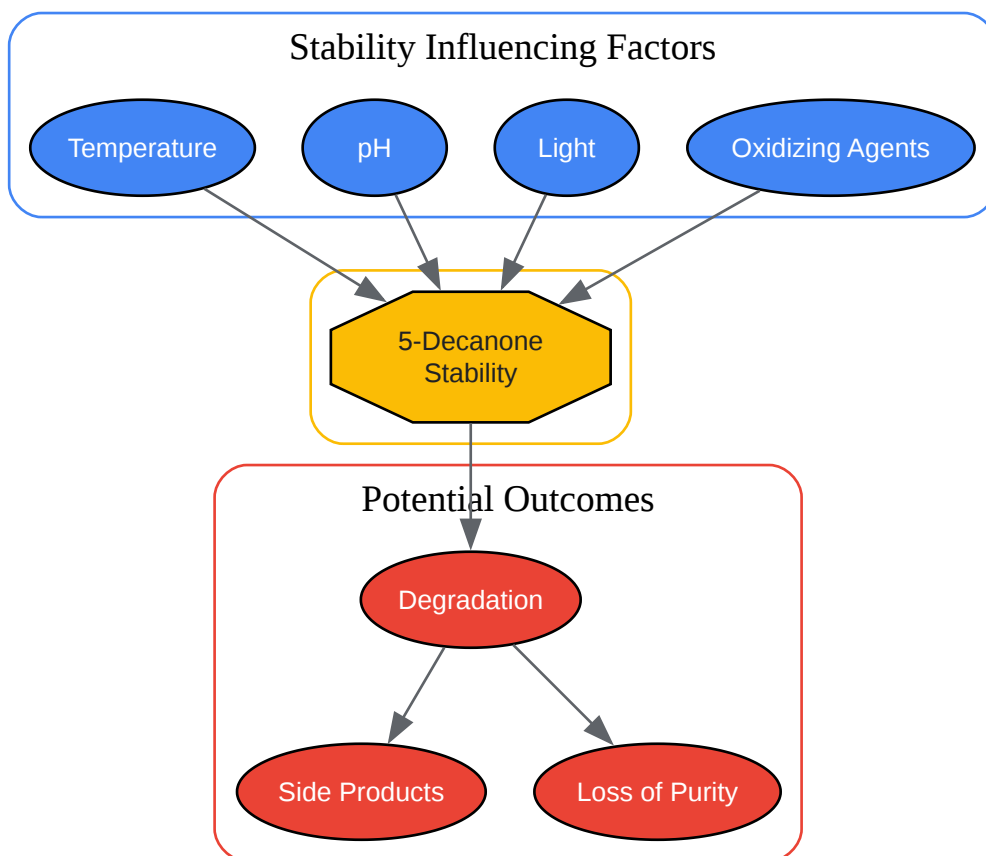 Stability Influencing Factors
Temperature
pH
Light
Oxidizing Agents
5-Decanone
Stability
Potential Outcomes
Degradation
Side Products
Loss of Purity